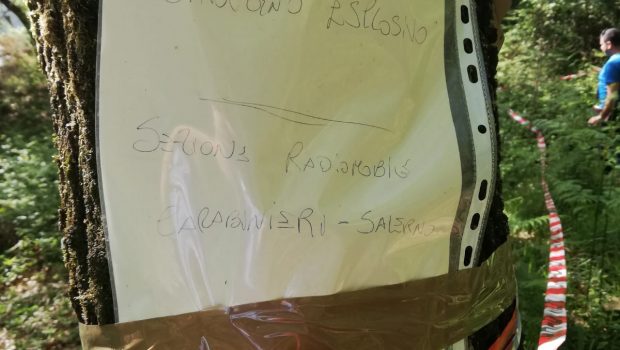 ESPLOSIVO
SEZIONE RADIOMOBILE
CARABINIERI - SALERNO